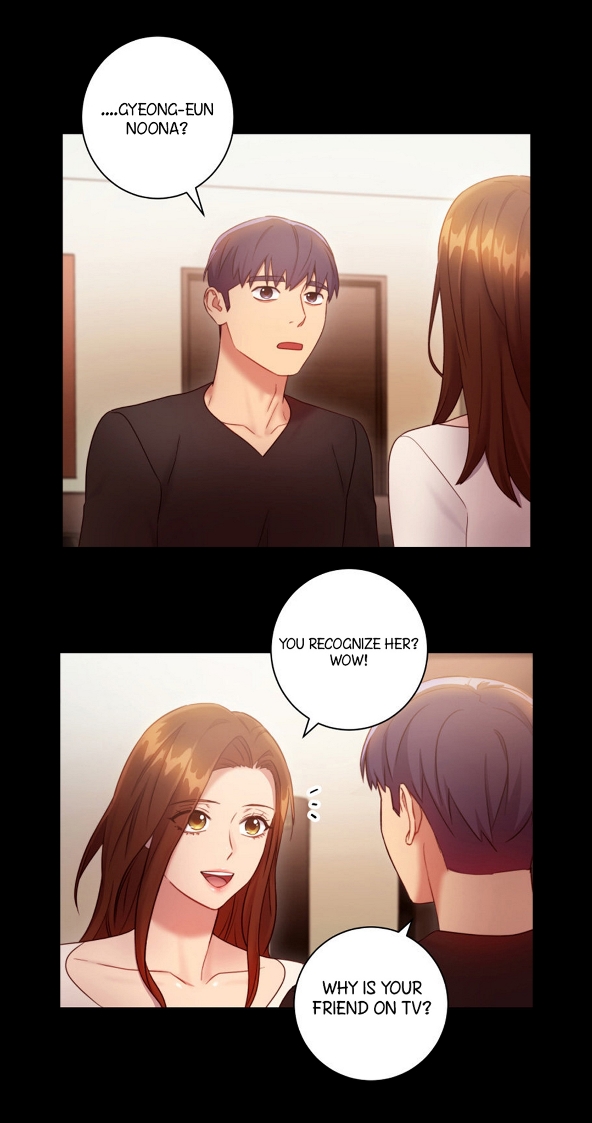 ....GYEONG-EUN
NOONA?
YOU RECOGNIZE HER?
WOW!
WHY IS YOUR
FRIEND ON TV?